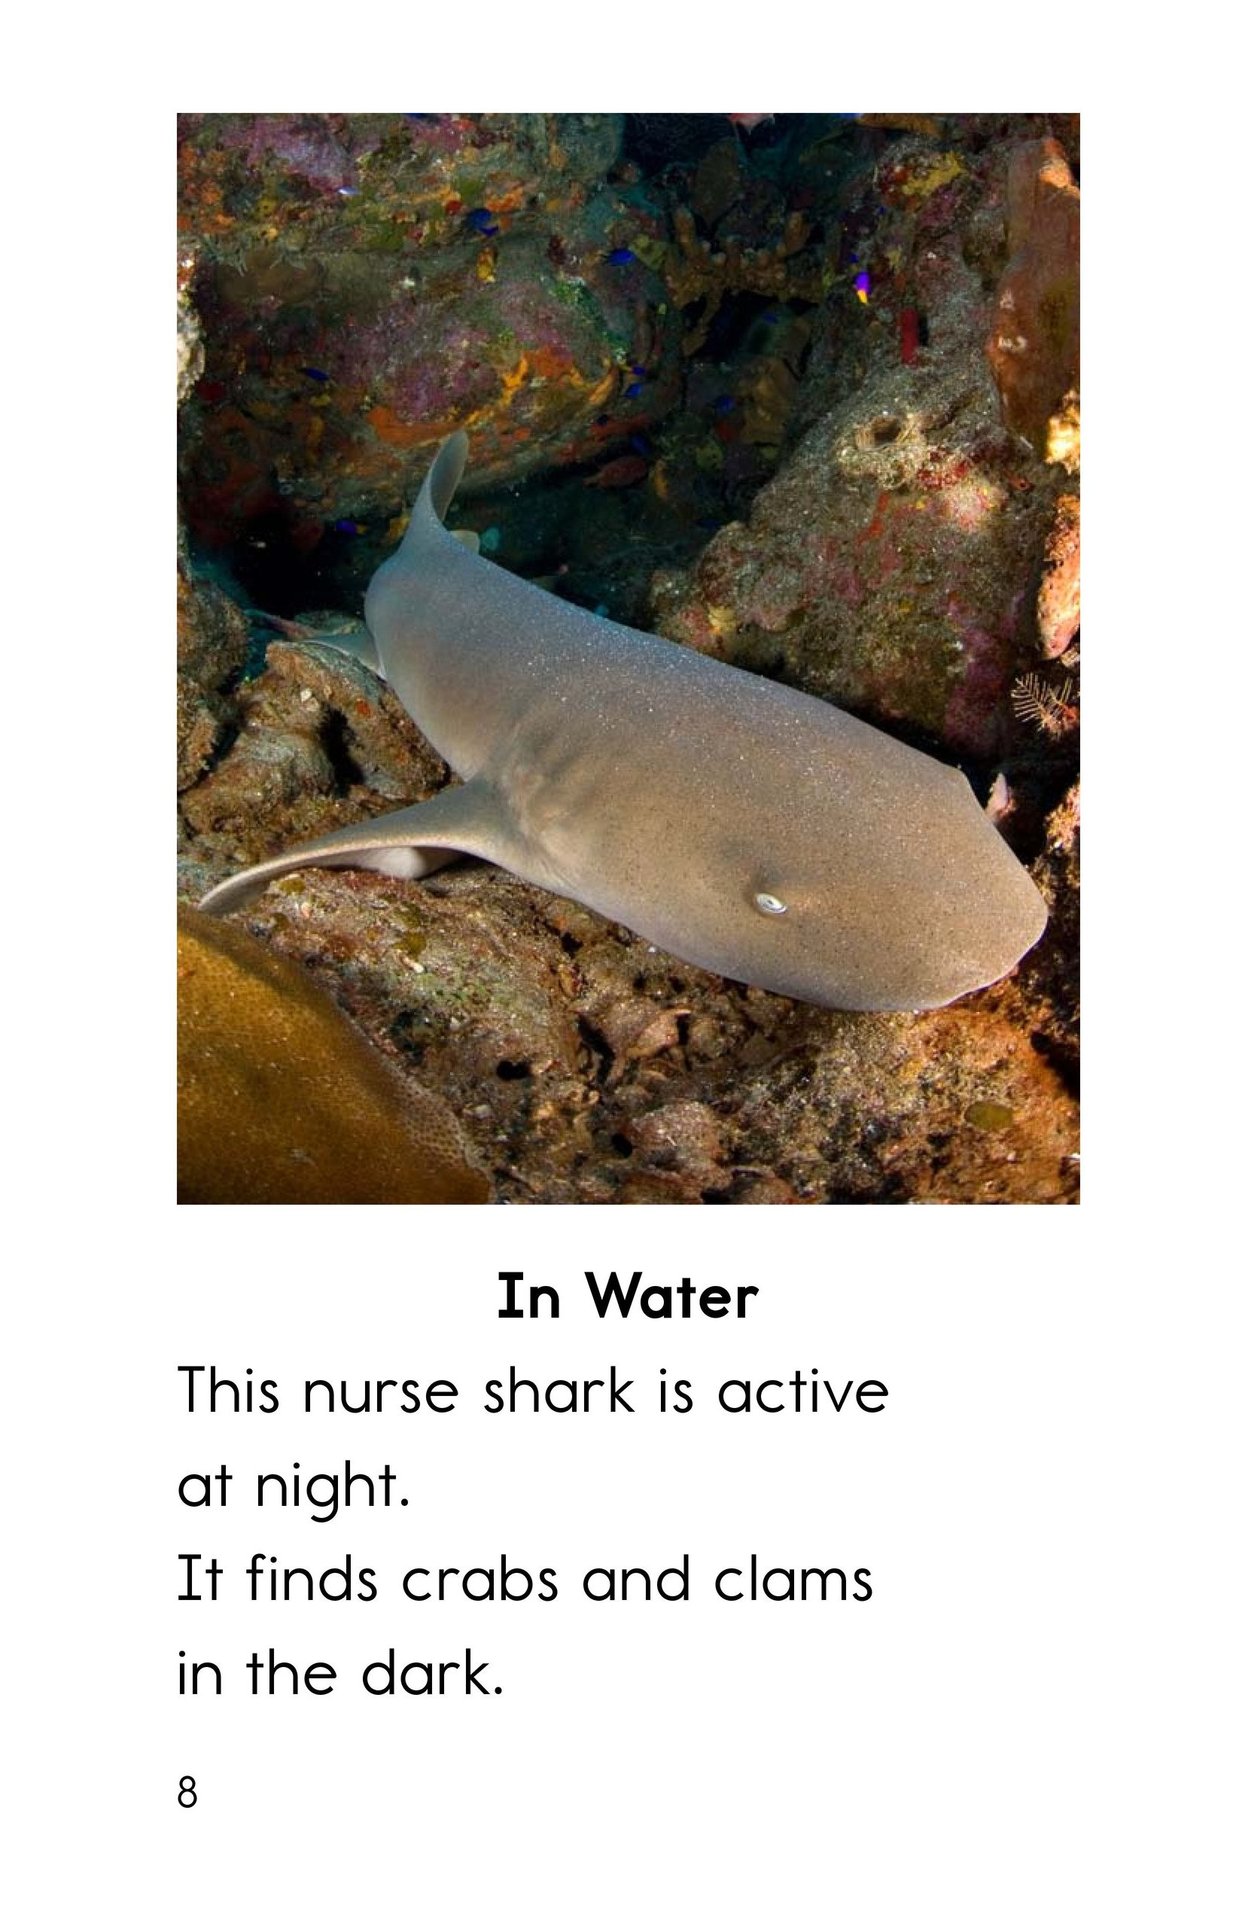 In Water
This nurse shark is active
at night.
It finds crabs and clams
in the dark.
8